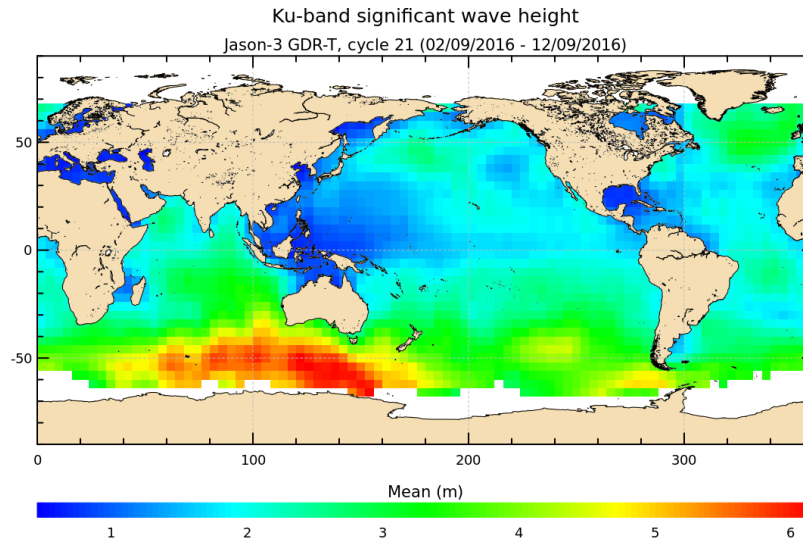 Ku-band significant wave height
Jason-3 GDR-T, cycle 21 (02/09/2016 - 12/09/2016)
50
0
-50
0 100 200 300
Mean (m)
1 2 3 4 5 6